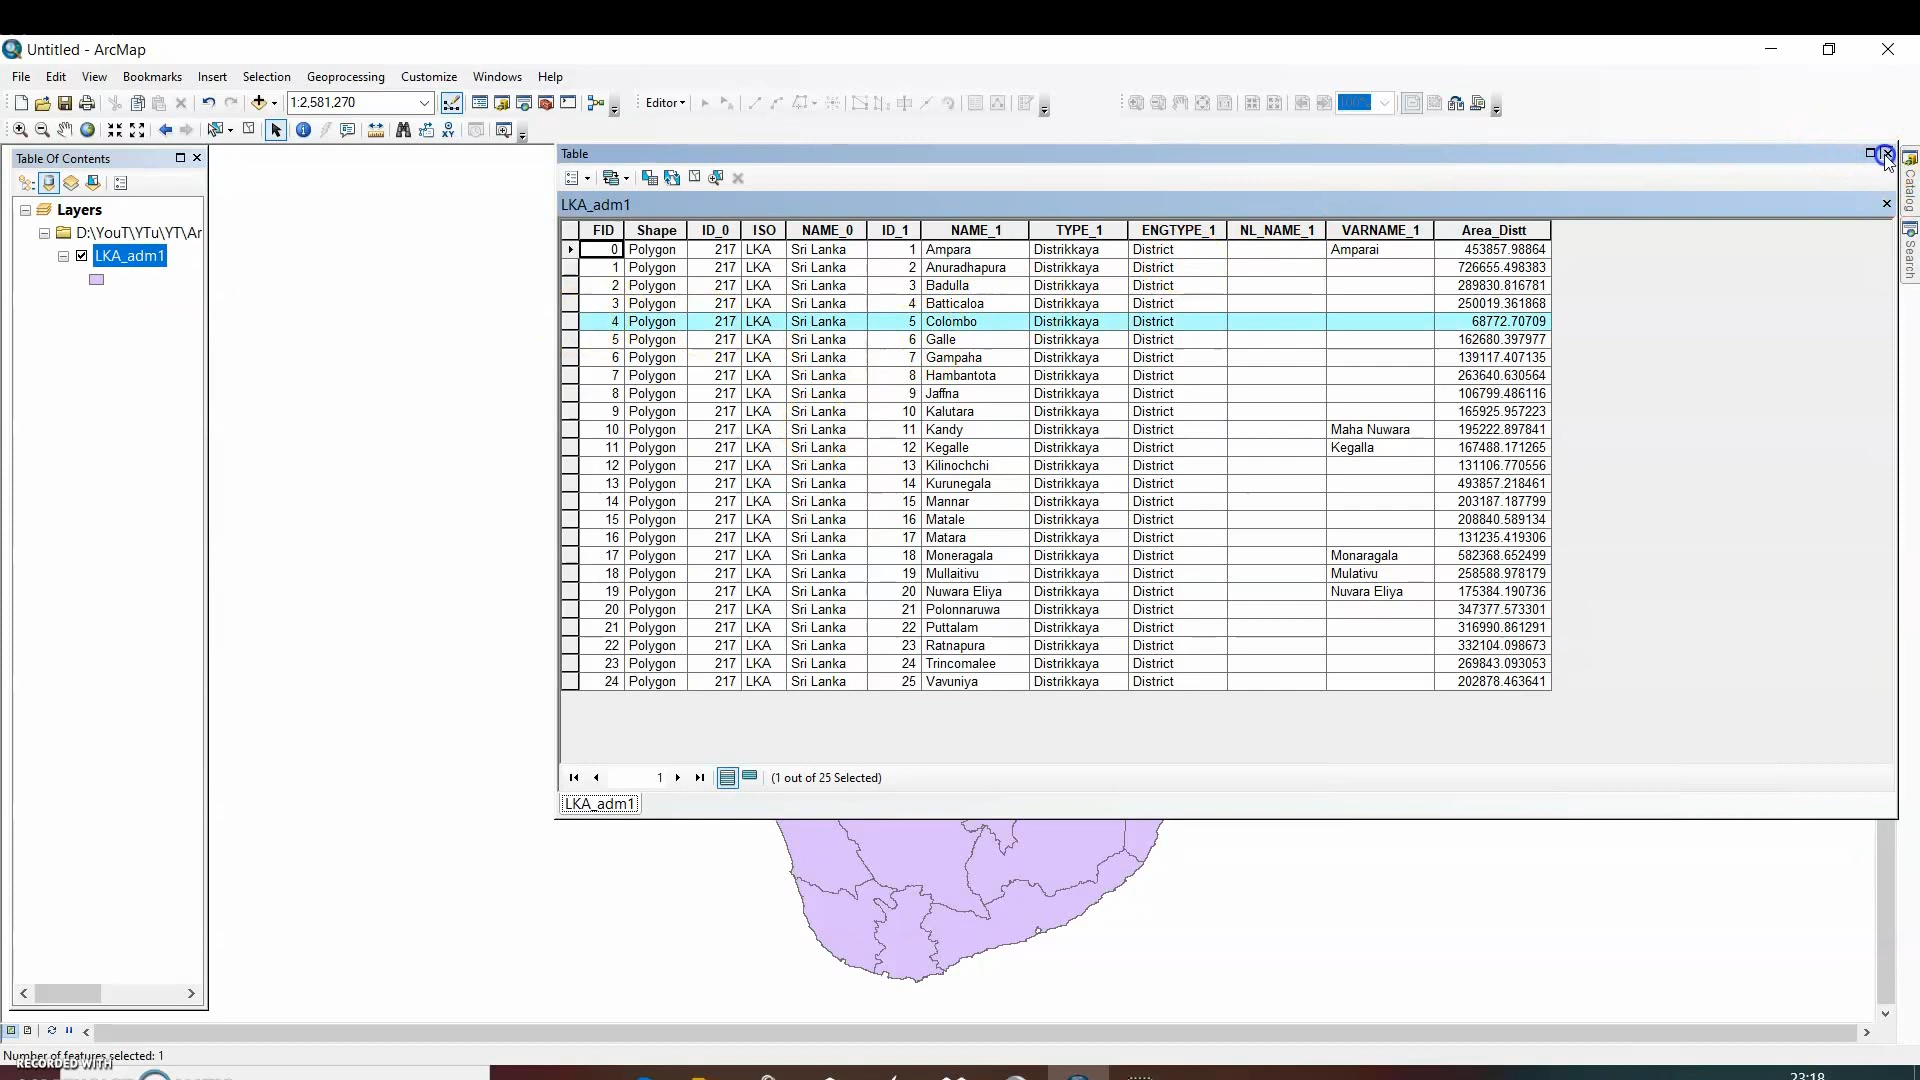 Untitled - ArcMap
File Edit View Bookmarks Insert Selection Geoprocessing Customize Windows Help
1:2,581,270 Editor 100%
Table Of Contents
Layers
D:\YouT\YTu\YT\Ar
LKA_adm1
Table
LKA_adm1
FID Shape ID_0 ISO NAME_0 ID_1 NAME_1 TYPE_1 ENGTYPE_1 NL_NAME_1 VARNAME_1 Area_Distt
0 Polygon 217 LKA Sri Lanka 1 Ampara Distrikkaya District Amparai 453857.98864
1 Polygon 217 LKA Sri Lanka 2 Anuradhapura Distrikkaya District 726655.498383
2 Polygon 217 LKA Sri Lanka 3 Badulla Distrikkaya District 289830.816781
3 Polygon 217 LKA Sri Lanka 4 Batticaloa Distrikkaya District 250019.361868
4 Polygon 217 LKA Sri Lanka 5 Colombo Distrikkaya District 68772.70709
5 Polygon 217 LKA Sri Lanka 6 Galle Distrikkaya District 162680.397977
6 Polygon 217 LKA Sri Lanka 7 Gampaha Distrikkaya District 139117.407135
7 Polygon 217 LKA Sri Lanka 8 Hambantota Distrikkaya District 263640.630564
8 Polygon 217 LKA Sri Lanka 9 Jaffna Distrikkaya District 106799.486116
9 Polygon 217 LKA Sri Lanka 10 Kalutara Distrikkaya District 165925.957223
10 Polygon 217 LKA Sri Lanka 11 Kandy Distrikkaya District Maha Nuwara 195222.897841
11 Polygon 217 LKA Sri Lanka 12 Kegalle Distrikkaya District Kegalla 167488.171265
12 Polygon 217 LKA Sri Lanka 13 Kilinochchi Distrikkaya District 131106.770556
13 Polygon 217 LKA Sri Lanka 14 Kurunegala Distrikkaya District 493857.218461
14 Polygon 217 LKA Sri Lanka 15 Mannar Distrikkaya District 203187.187799
15 Polygon 217 LKA Sri Lanka 16 Matale Distrikkaya District 208840.589134
16 Polygon 217 LKA Sri Lanka 17 Matara Distrikkaya District 131235.419306
17 Polygon 217 LKA Sri Lanka 18 Moneragala Distrikkaya District Monaragala 582368.652499
18 Polygon 217 LKA Sri Lanka 19 Mullaitivu Distrikkaya District Mulativu 258588.978179
19 Polygon 217 LKA Sri Lanka 20 Nuwara Eliya Distrikkaya District Nuvara Eliya 175384.190736
20 Polygon 217 LKA Sri Lanka 21 Polonnaruwa Distrikkaya District 347377.573301
21 Polygon 217 LKA Sri Lanka 22 Puttalam Distrikkaya District 316990.861291
22 Polygon 217 LKA Sri Lanka 23 Ratnapura Distrikkaya District 332104.098673
23 Polygon 217 LKA Sri Lanka 24 Trincomalee Distrikkaya District 269843.093053
24 Polygon 217 LKA Sri Lanka 25 Vavuniya Distrikkaya District 202878.463641
1 (1 out of 25 Selected)
LKA_adm1
Catalog
Search
Number of features selected: 1
RECORDED WITH
23:18